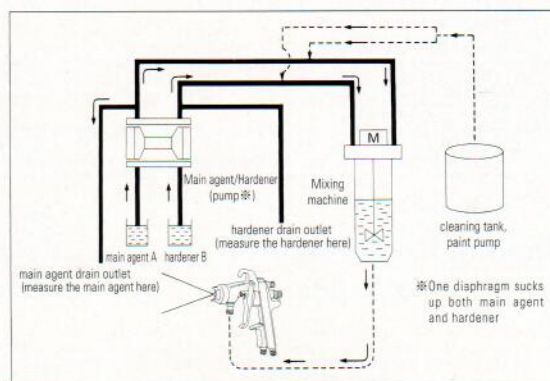 M
Main agent/Hardener
(pump※)
Mixing
machine
cleaning tank,
paint pump
main agent A
hardener B
hardener drain outlet
(measure the hardener here)
main agent drain outlet
(measure the main agent here)
※One diaphragm sucks
up both main agent
and hardener